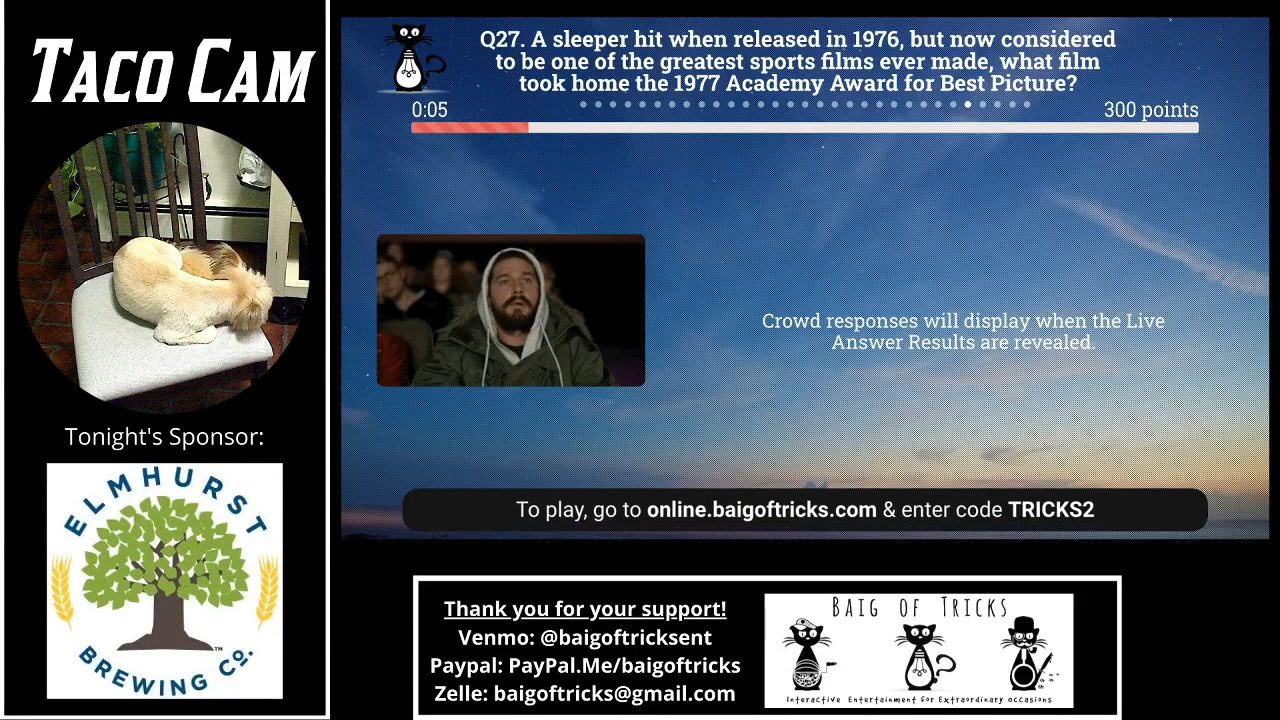 TACO CAM
Tonight's Sponsor:
ELMHURST
BREWING CO.
TM
Q27. A sleeper hit when released in 1976, but now considered
to be one of the greatest sports films ever made, what film
took home the 1977 Academy Award for Best Picture?
0:05
300 points
Crowd responses will display when the Live
Answer Results are revealed.
To play, go to online.baigoftricks.com & enter code TRICKS2
Thank you for your support!
Venmo: @baigoftricksent
Paypal: PayPal.Me/baigoftricks
Zelle: baigoftricks@gmail.com
BAIG OF TRICKS
Interactive Entertainment for Extraordinary occasions